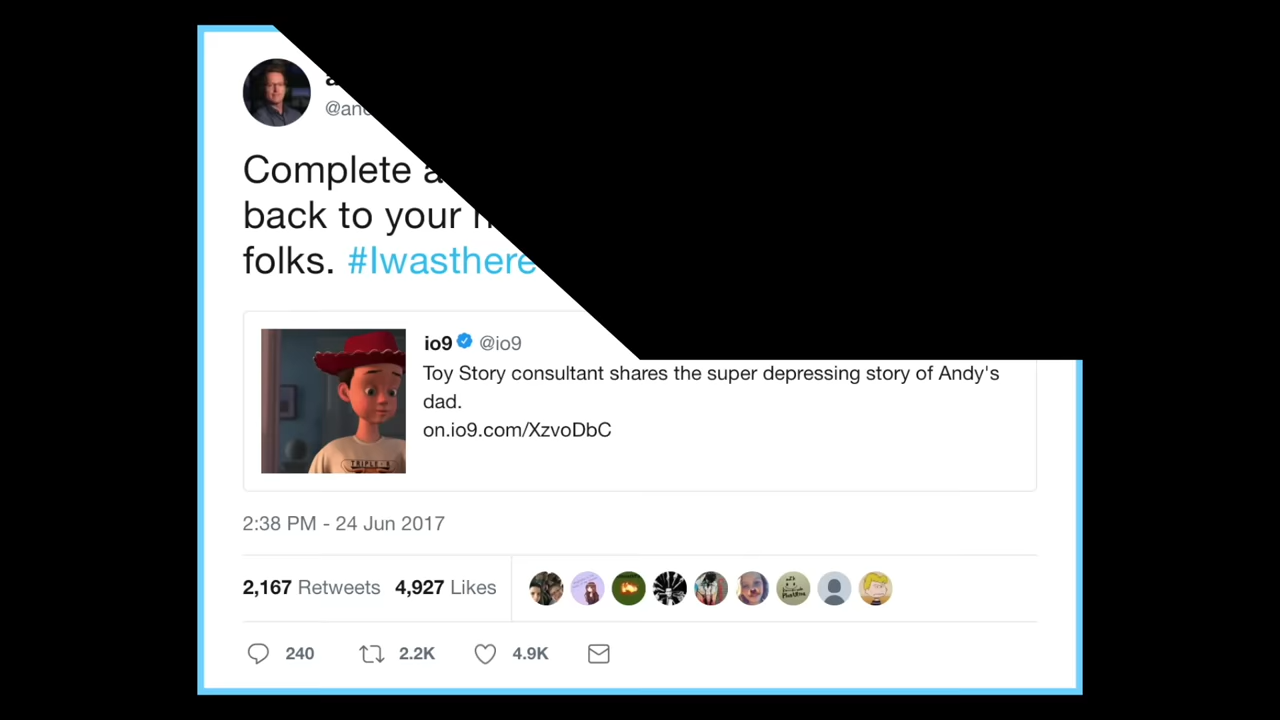 Complete
back to your
folks. #Iwasthere
io9 @io9
Toy Story consultant shares the super depressing story of Andy's
dad.
on.io9.com/XzvoDbC
2:38 PM - 24 Jun 2017
2,167 Retweets 4,927 Likes
240 2.2K 4.9K